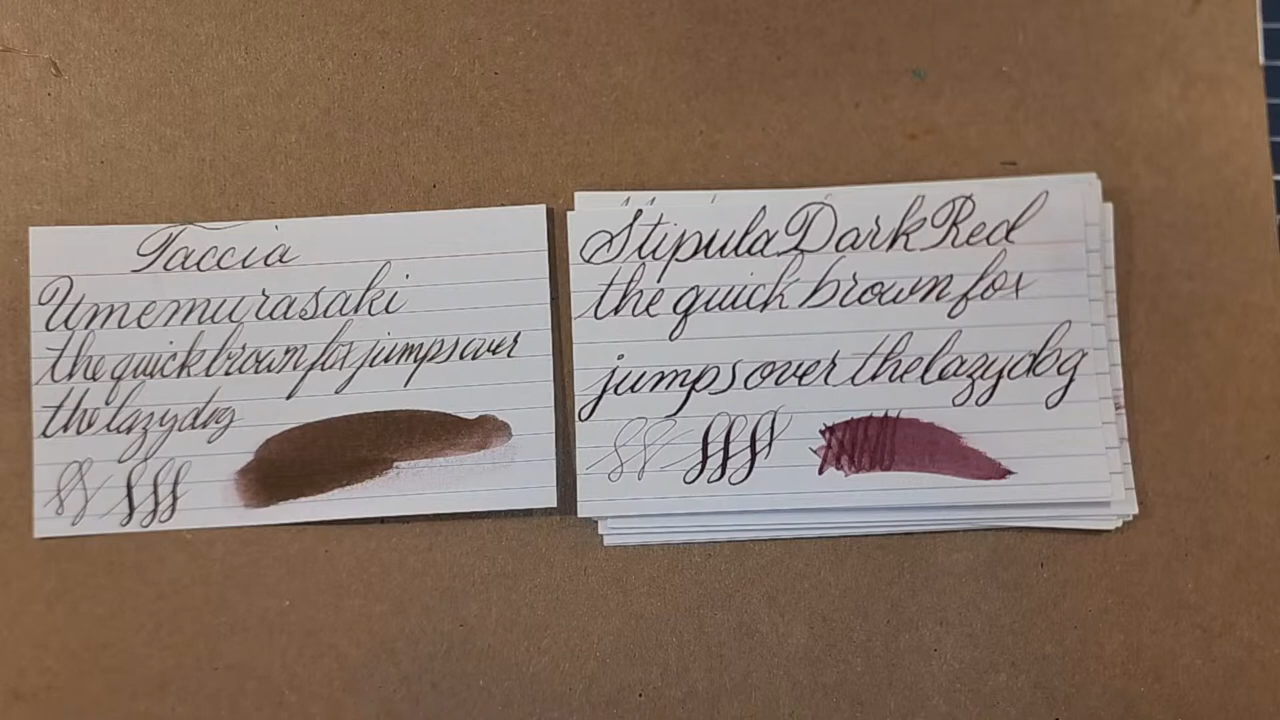 Taccia
Umemurasaki
the quick brown fox jumps over
the lazy dog
Stipula Dark Red
the quick brown fox
jumps over the lazy dog